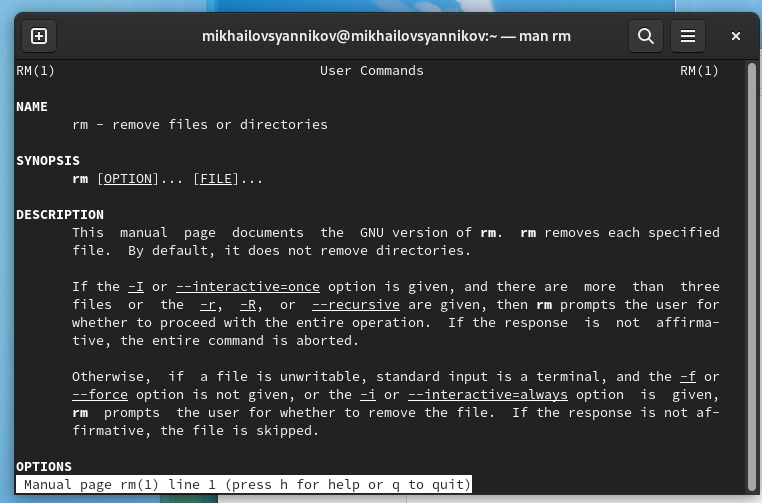 mikhailovsyannikov@mikhailovsyannikov:~ — man rm
RM(1) User Commands RM(1)
NAME
rm - remove files or directories
SYNOPSIS
rm [OPTION]... [FILE]...
DESCRIPTION
This manual page documents the GNU version of rm. rm removes each specified
file. By default, it does not remove directories.
If the -I or --interactive=once option is given, and there are more than three
files or the -r, -R, or --recursive are given, then rm prompts the user for
whether to proceed with the entire operation. If the response is not affirma-
tive, the entire command is aborted.
Otherwise, if a file is unwritable, standard input is a terminal, and the -f or
--force option is not given, or the -i or --interactive=always option is given,
rm prompts the user for whether to remove the file. If the response is not af-
firmative, the file is skipped.
OPTIONS
Manual page rm(1) line 1 (press h for help or q to quit)